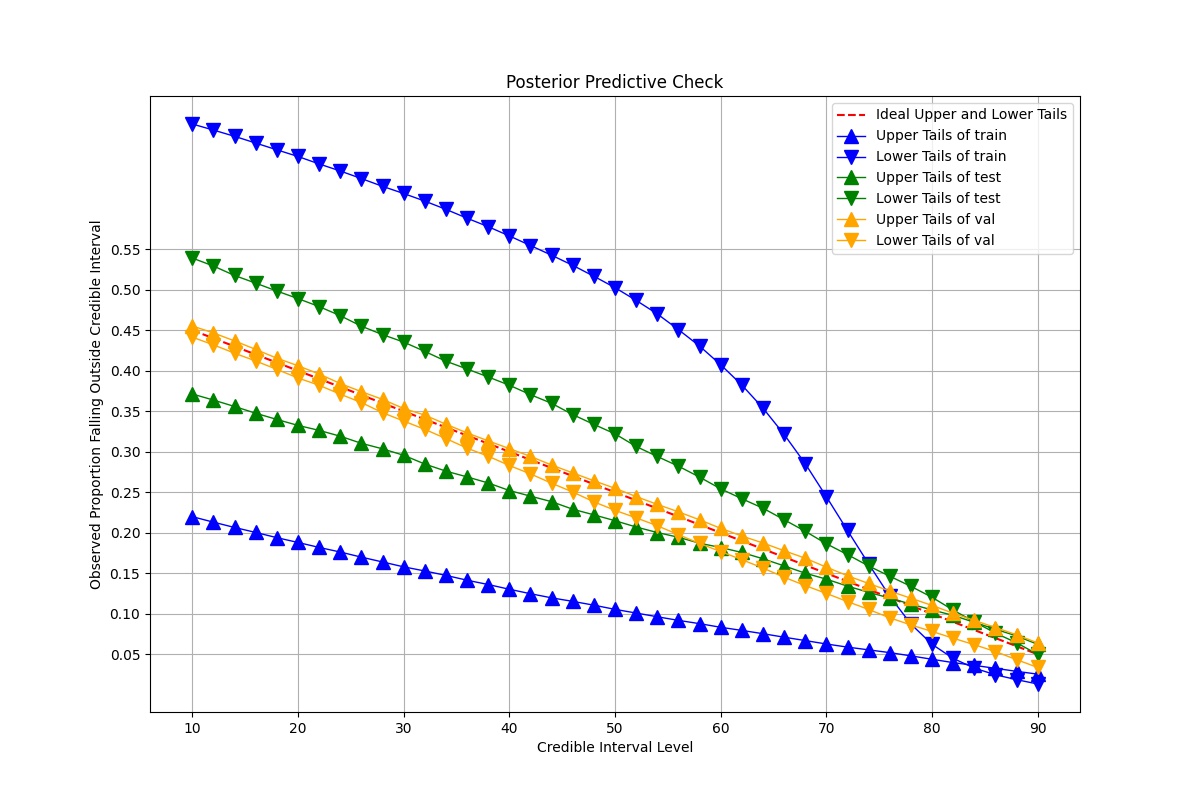 Posterior Predictive Check
Ideal Upper and Lower Tails
Upper Tails of train
Lower Tails of train
Upper Tails of test
Lower Tails of test
Upper Tails of val
Lower Tails of val
Observed Proportion Falling Outside Credible Interval
0.55
0.50
0.45
0.40
0.35
0.30
0.25
0.20
0.15
0.10
0.05
10 20 30 40 50 60 70 80 90
Credible Interval Level